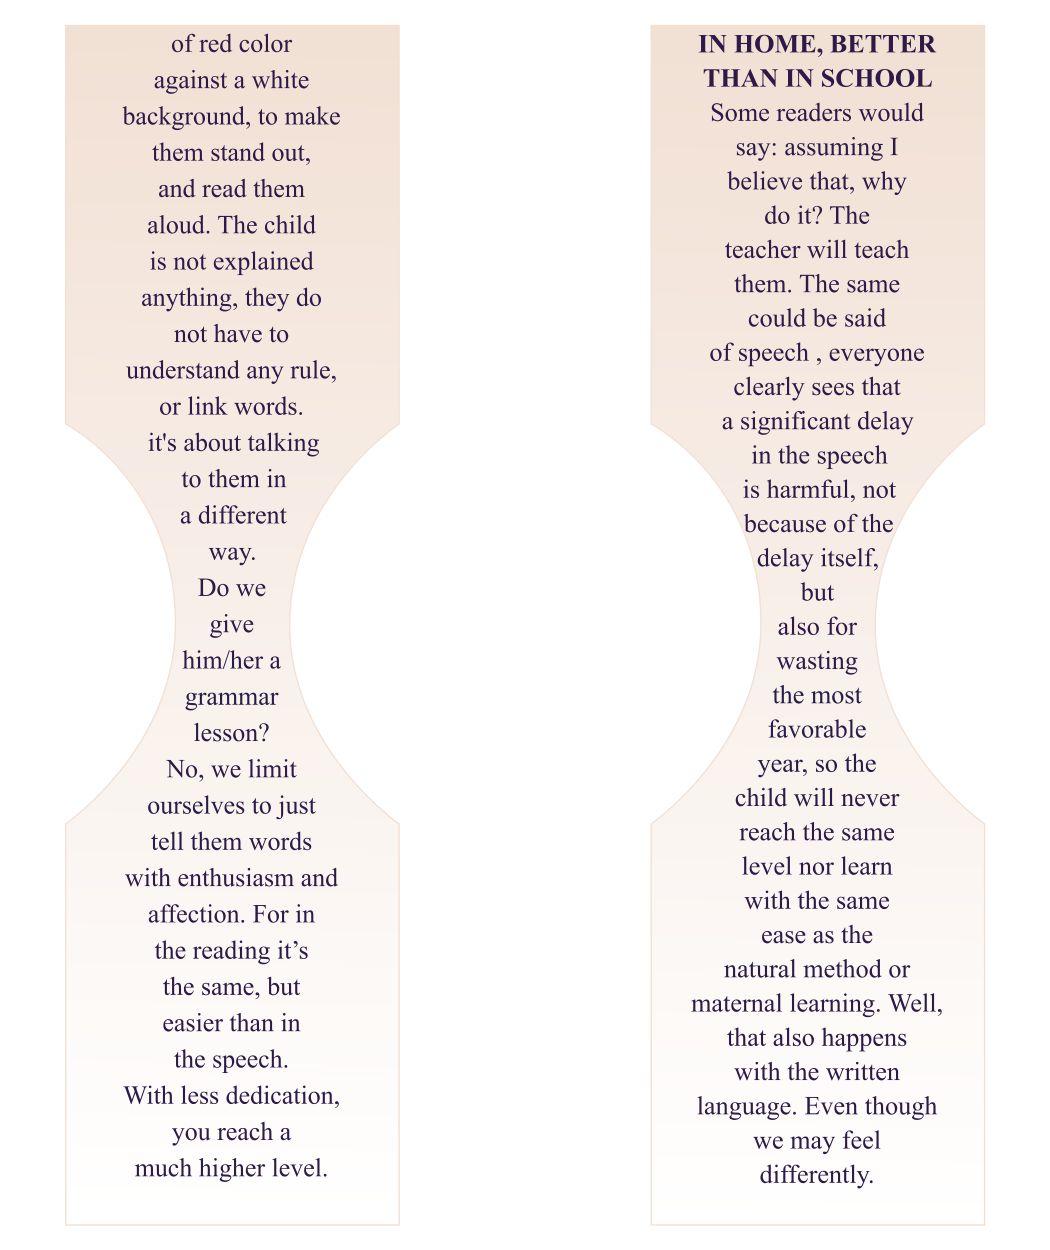 of red color
against a white
background, to make
them stand out,
and read them
aloud. The child
is not explained
anything, they do
not have to
understand any rule,
or link words.
it's about talking
to them in
a different
way.
Do we
give
him/her a
grammar
lesson?
No, we limit
ourselves to just
tell them words
with enthusiasm and
affection. For in
the reading it’s
the same, but
easier than in
the speech.
With less dedication,
you reach a
much higher level.
IN HOME, BETTER
THAN IN SCHOOL
Some readers would
say: assuming I
believe that, why
do it? The
teacher will teach
them. The same
could be said
of speech , everyone
clearly sees that
a significant delay
in the speech
is harmful, not
because of the
delay itself,
but
also for
wasting
the most
favorable
year, so the
child will never
reach the same
level nor learn
with the same
ease as the
natural method or
maternal learning. Well,
that also happens
with the written
language. Even though
we may feel
differently.